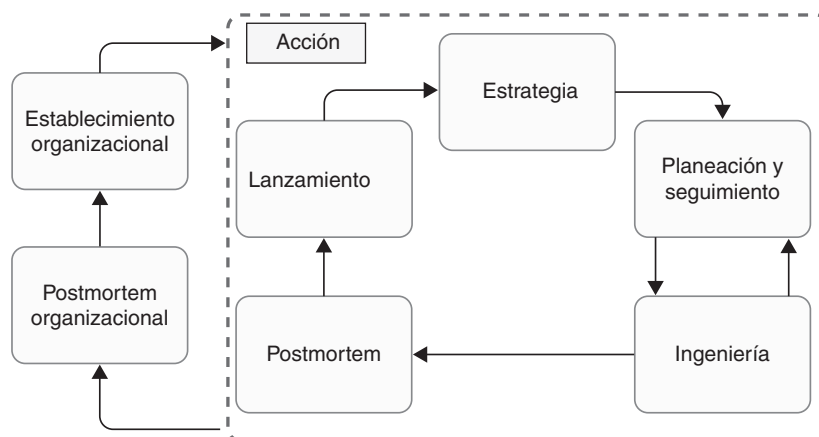 Acción
Estrategia
Establecimiento
organizacional
Lanzamiento
Planeación y
seguimiento
Postmortem
organizacional
Postmortem
Ingeniería